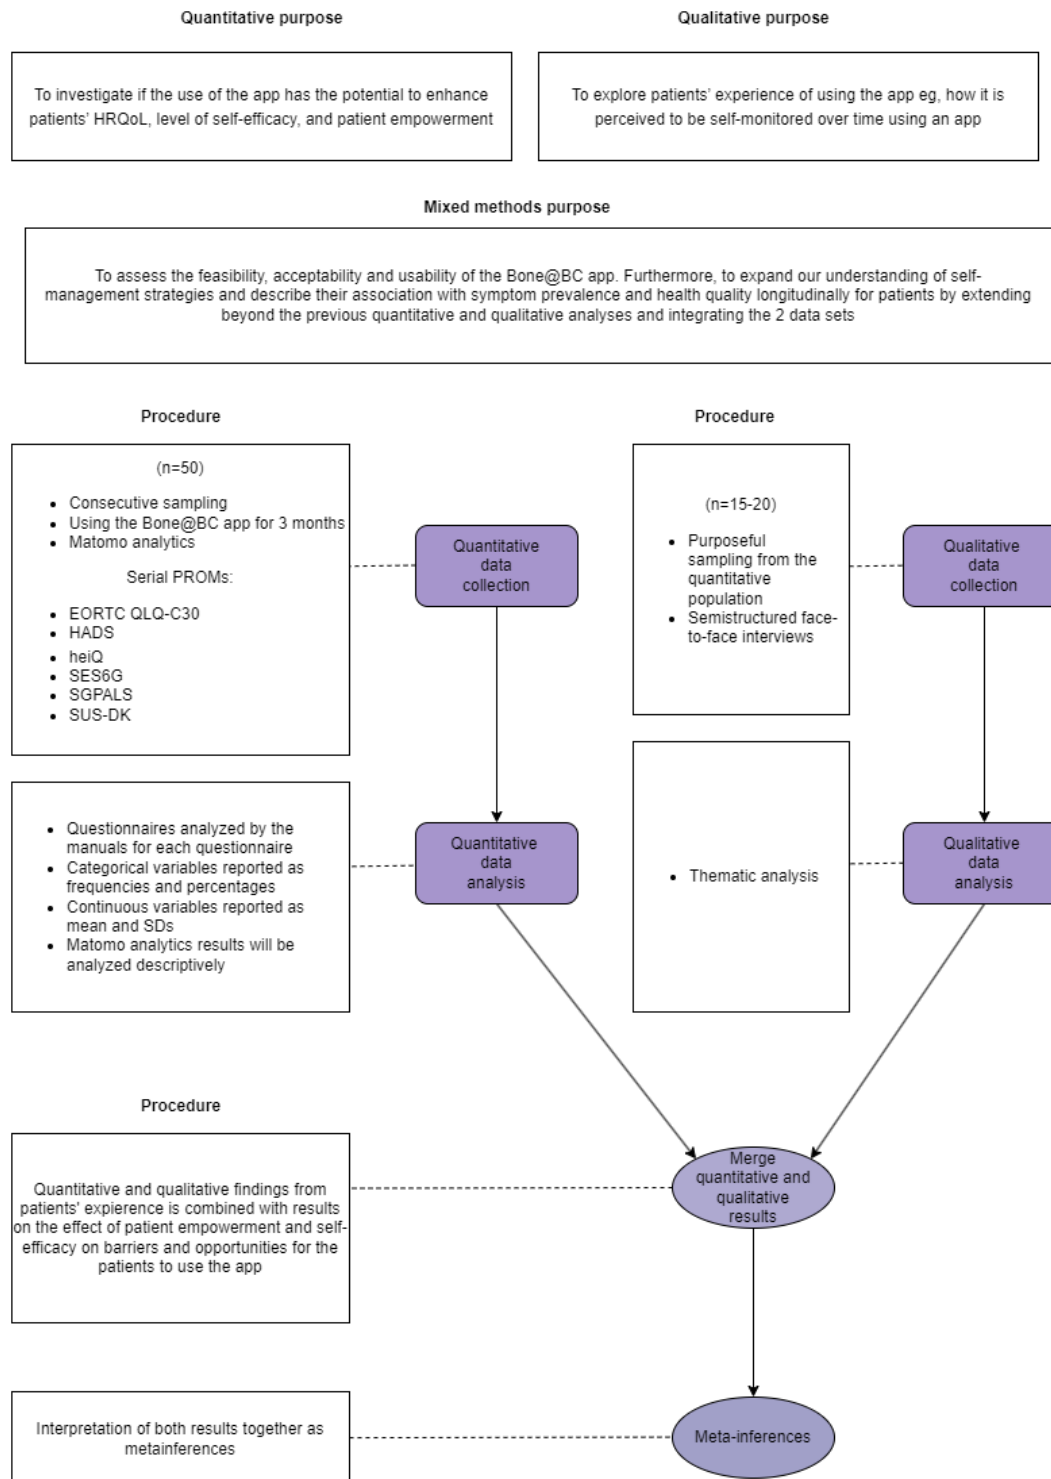 Quantitative purpose
Qualitative purpose
To investigate if the use of the app has the potential to enhance
patients' HRQoL, level of self-efficacy, and patient empowerment
To explore patients' experience of using the app eg, how it is
perceived to be self-monitored over time using an app
Mixed methods purpose
To assess the feasibility, acceptability and usability of the Bone@BC app. Furthermore, to expand our understanding of self-
management strategies and describe their association with symptom prevalence and health quality longitudinally for patients by extending
beyond the previous quantitative and qualitative analyses and integrating the 2 data sets
Procedure
(n=50)
• Consecutive sampling
• Using the Bone@BC app for 3 months
• Matomo analytics
Serial PROMs:
• EORTC QLQ-C30
• HADS
• heiQ
• SES6G
• SGPALS
• SUS-DK
Quantitative
data
collection
Procedure
(n=15-20)
• Purposeful
sampling from the
quantitative
population
• Semistructured face-
to-face interviews
Qualitative
data
collection
• Questionnaires analyzed by the
manuals for each questionnaire
• Categorical variables reported as
frequencies and percentages
• Continuous variables reported as
mean and SDs
• Matomo analytics results will be
analyzed descriptively
Quantitative
data
analysis
• Thematic analysis
Qualitative
data
analysis
Procedure
Quantitative and qualitative findings from
patients' expierence is combined with results
on the effect of patient empowerment and self-
efficacy on barriers and opportunities for the
patients to use the app
Merge
quantitative and
qualitative
results
Interpretation of both results together as
metainferences
Meta-inferences